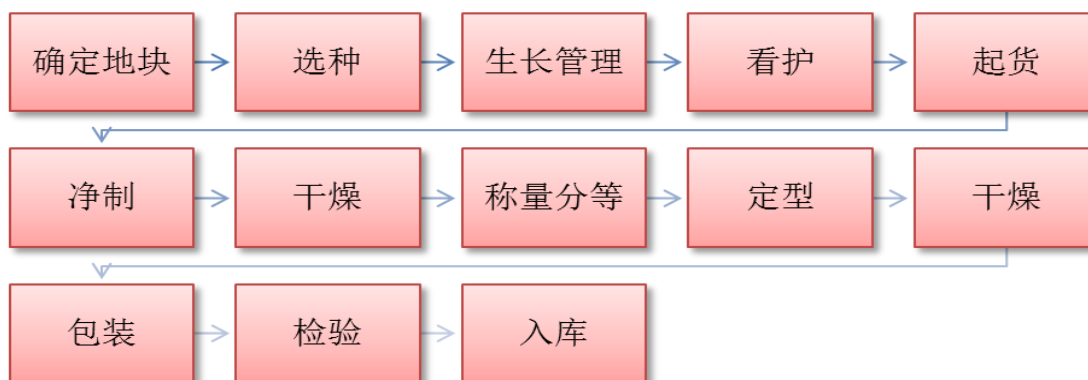 确定地块
选种
生长管理
看护
起货
净制
干燥
称量分等
定型
干燥
包装
检验
入库